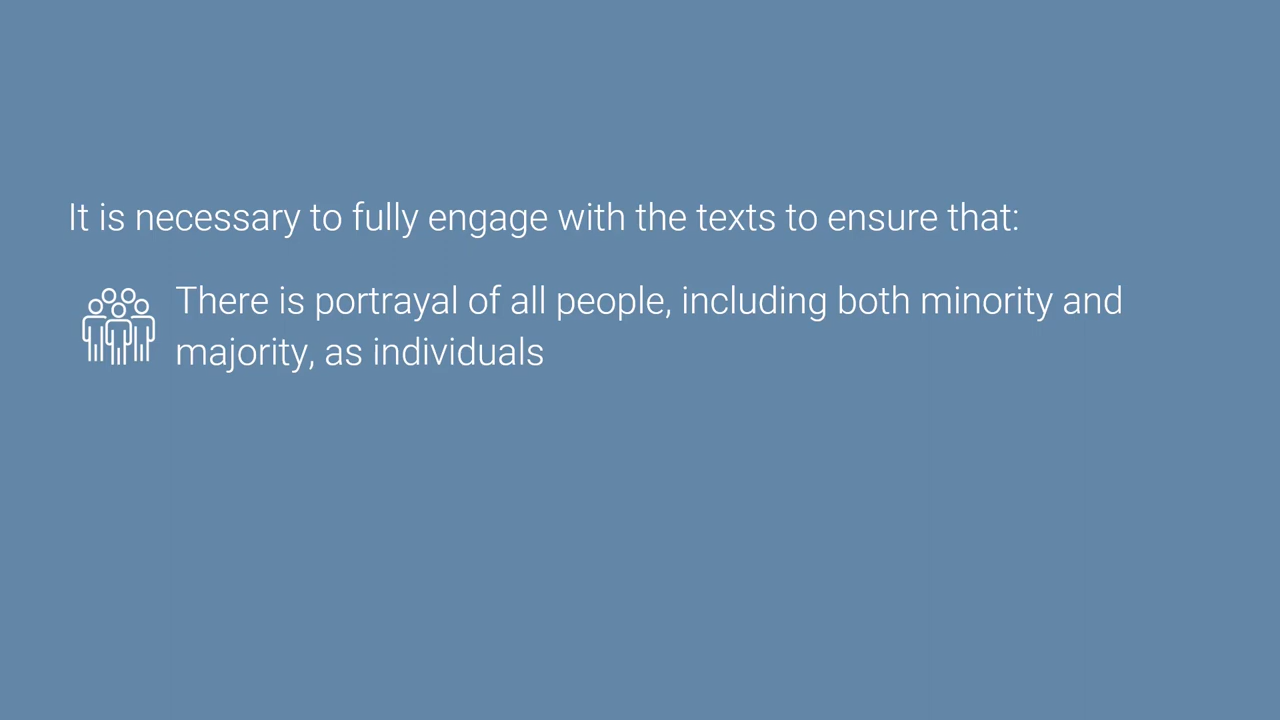 It is necessary to fully engage with the texts to ensure that:
There is portrayal of all people, including both minority and
majority, as individuals